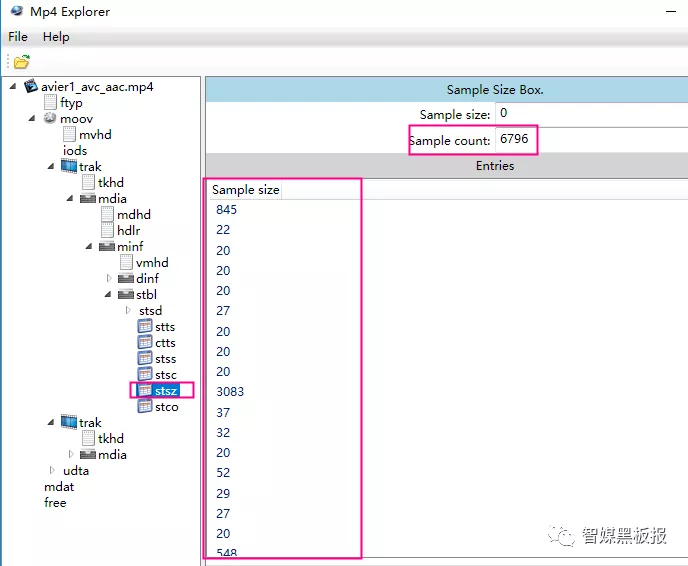 Mp4 Explorer
File Help
avier1_avc_aac.mp4
ftyp
moov
mvhd
iods
trak
tkhd
mdia
mdhd
hdlr
minf
vmhd
dinf
stbl
stsd
stts
ctts
stss
stsc
stsz
stco
trak
tkhd
mdia
udta
mdat
free
Sample Size Box.
Sample size: 0
Sample count: 6796
Entries
Sample size
845
22
20
20
20
27
20
20
20
3083
37
32
20
52
29
27
20
548
智媒黑板报